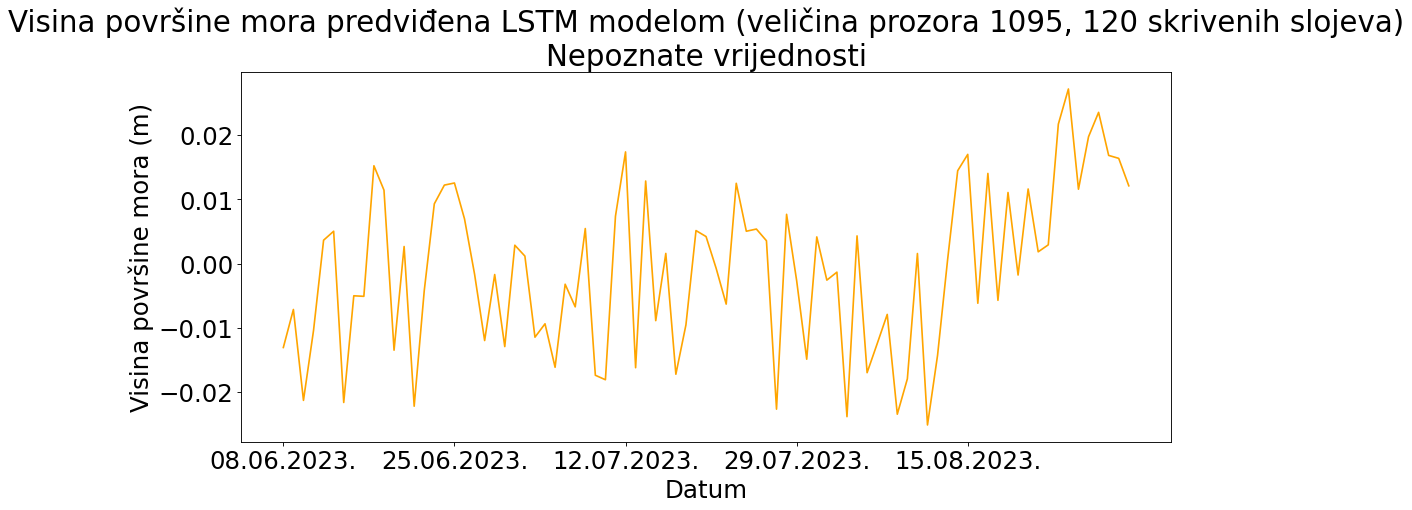 Visina površine mora predviđena LSTM modelom (veličina prozora 1095, 120 skrivenih slojeva)
Nepoznate vrijednosti
Visina površine mora (m)
0.02
0.01
0.00
−0.01
−0.02
08.06.2023. 25.06.2023. 12.07.2023. 29.07.2023. 15.08.2023.
Datum